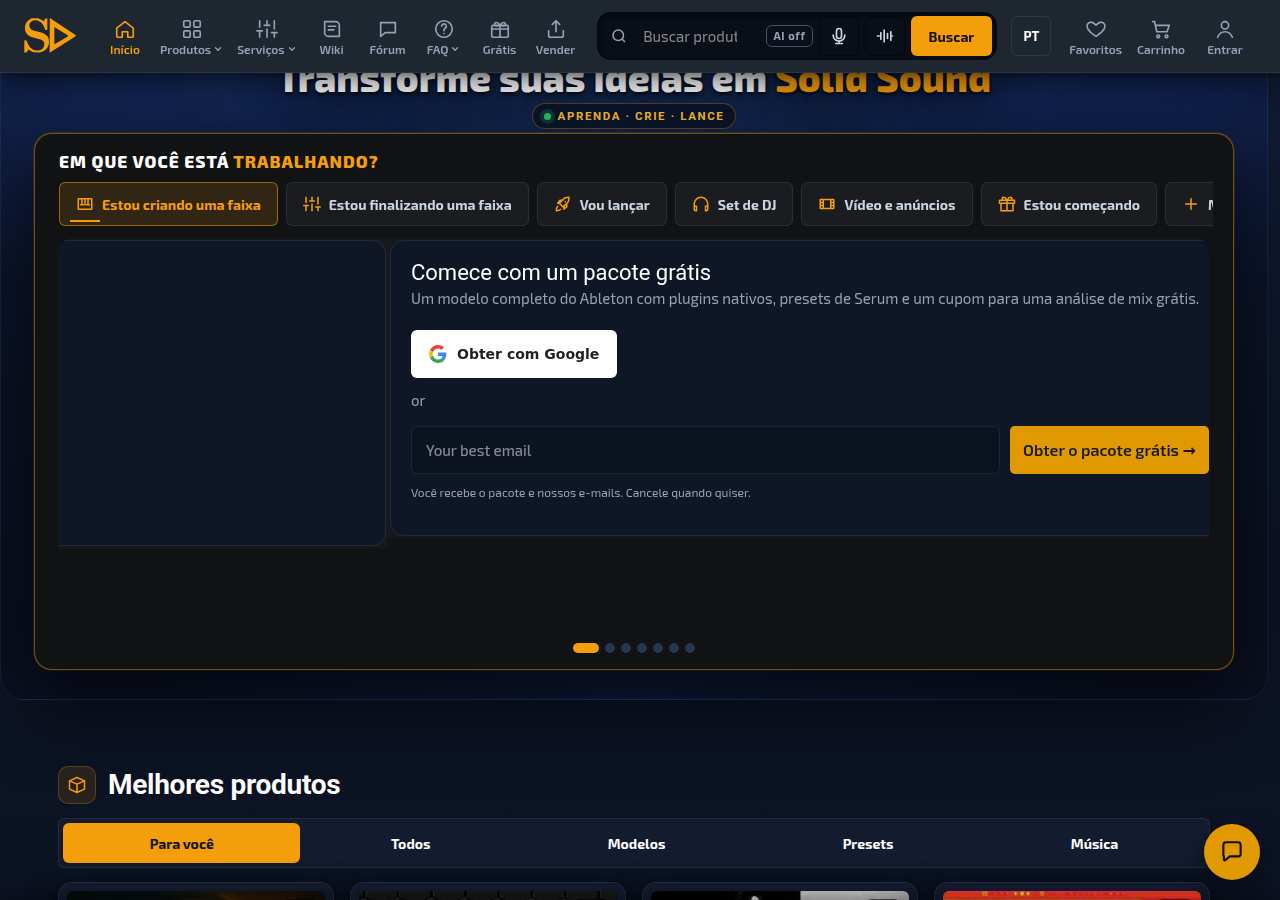 SD
Início
Produtos
Serviços
Wiki
Fórum
FAQ
Grátis
Vender
Buscar produt
AI off
Buscar
PT
Favoritos
Carrinho
Entrar
Transforme suas ideias em Solid Sound
APRENDA · CRIE · LANCE
EM QUE VOCÊ ESTÁ TRABALHANDO?
Estou criando uma faixa
Estou finalizando uma faixa
Vou lançar
Set de DJ
Vídeo e anúncios
Estou começando
Comece com um pacote grátis
Um modelo completo do Ableton com plugins nativos, presets de Serum e um cupom para uma análise de mix grátis.
Obter com Google
or
Your best email
Obter o pacote grátis →
Você recebe o pacote e nossos e-mails. Cancele quando quiser.
Melhores produtos
Para você
Todos
Modelos
Presets
Música